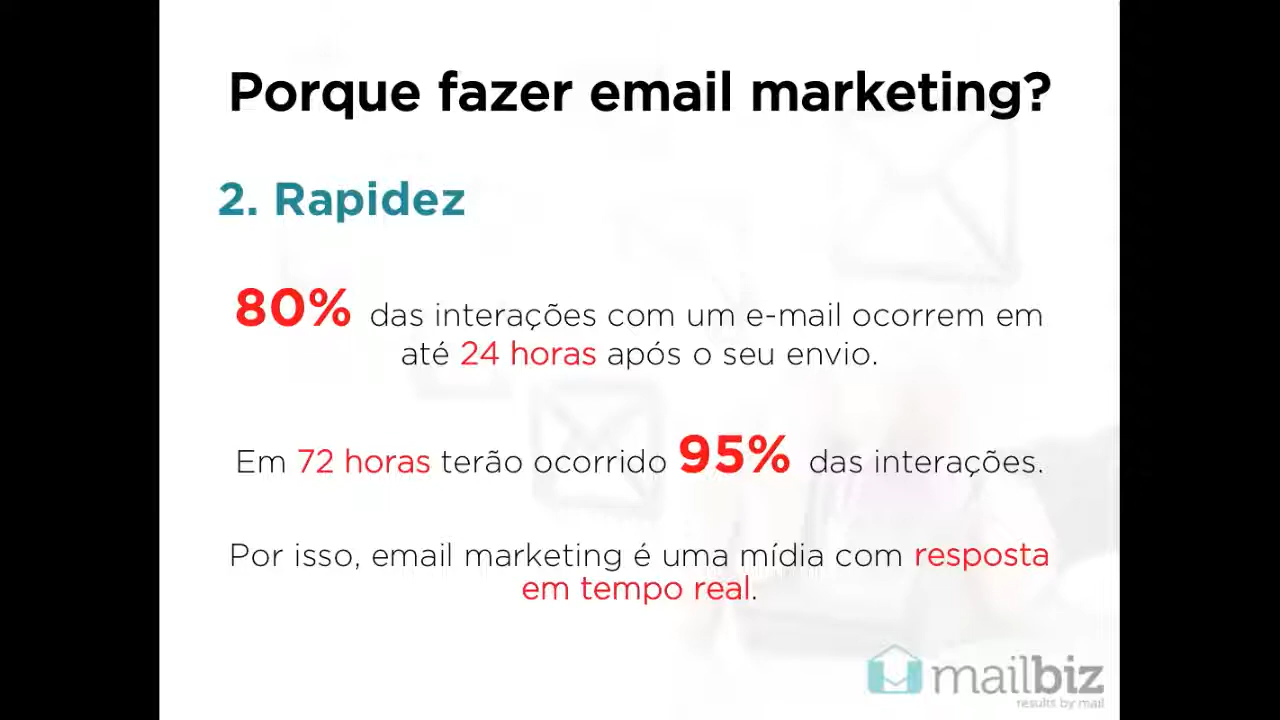 Porque fazer email marketing?
2. Rapidez
80% das interações com um e-mail ocorrem em
até 24 horas após o seu envio.
Em 72 horas terão ocorrido 95% das interações.
Por isso, email marketing é uma mídia com resposta
em tempo real.
mailbiz
results by mail